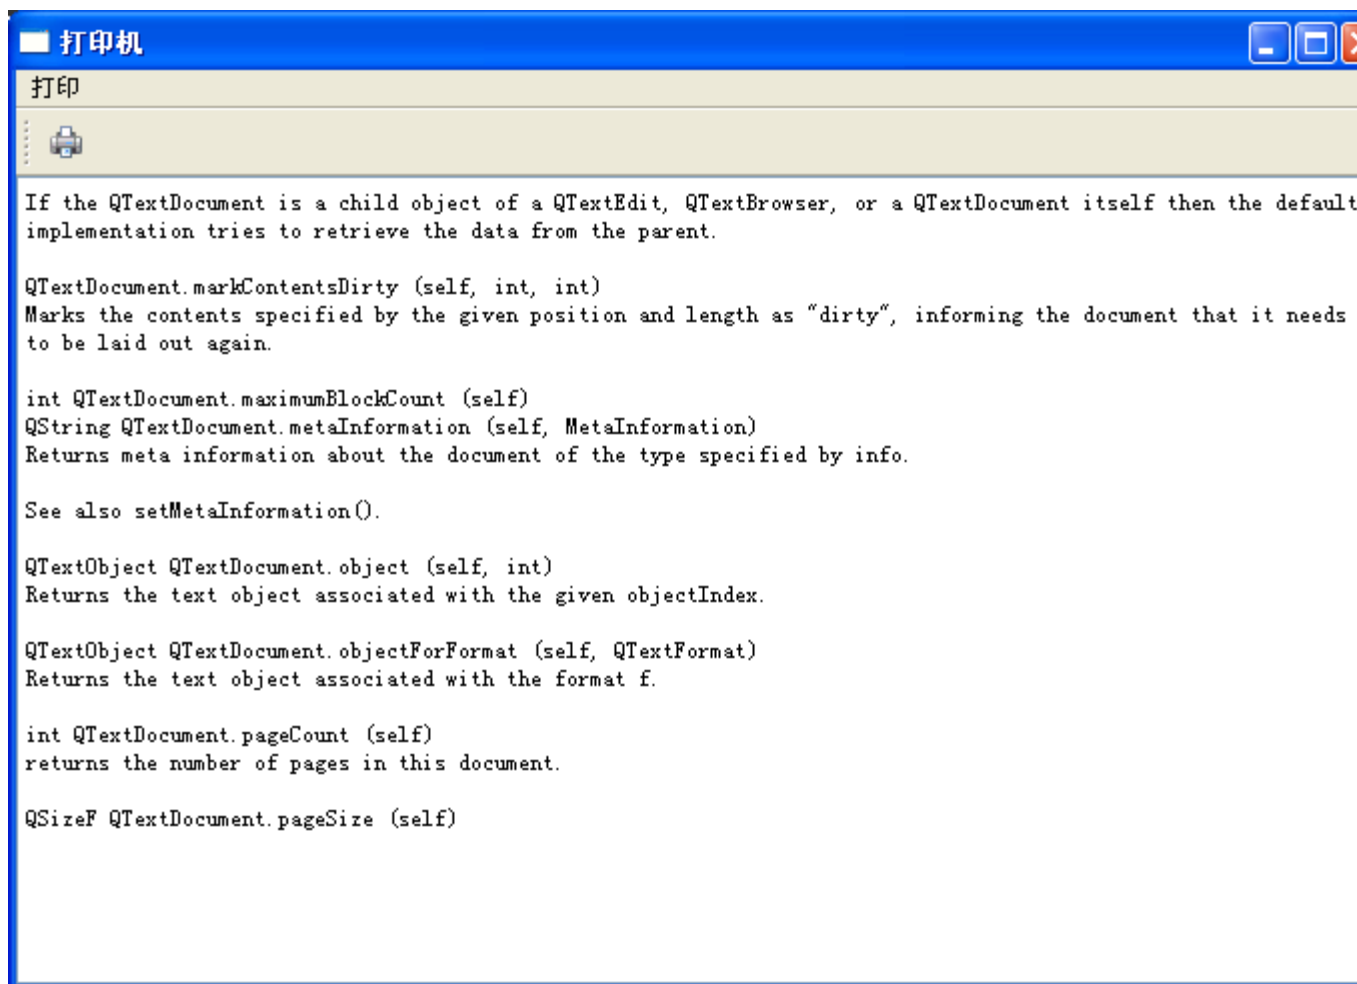 打印机
打印
If the QTextDocument is a child object of a QTextEdit, QTextBrowser, or a QTextDocument itself then the default
implementation tries to retrieve the data from the parent.
QTextDocument.markContentsDirty (self, int, int)
Marks the contents specified by the given position and length as "dirty", informing the document that it needs
to be laid out again.
int QTextDocument.maximumBlockCount (self)
QString QTextDocument.metaInformation (self, MetaInformation)
Returns meta information about the document of the type specified by info.
See also setMetaInformation().
QTextObject QTextDocument.object (self, int)
Returns the text object associated with the given objectIndex.
QTextObject QTextDocument.objectForFormat (self, QTextFormat)
Returns the text object associated with the format f.
int QTextDocument.pageCount (self)
returns the number of pages in this document.
QSizeF QTextDocument.pageSize (self)